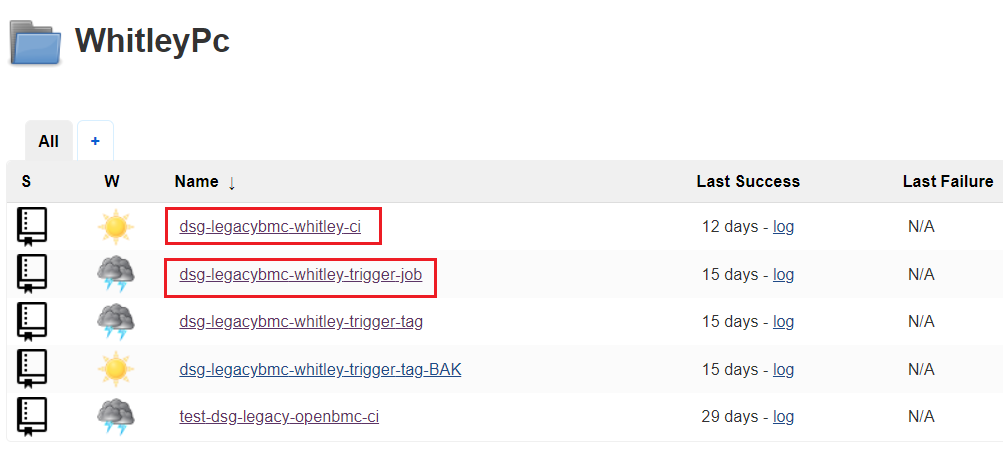 WhitleyPc
All +
S W Name ↓ Last Success Last Failure
dsg-legacybmc-whitley-ci 12 days - log N/A
dsg-legacybmc-whitley-trigger-job 15 days - log N/A
dsg-legacybmc-whitley-trigger-tag 15 days - log N/A
dsg-legacybmc-whitley-trigger-tag-BAK 15 days - log N/A
test-dsg-legacy-openbmc-ci 29 days - log N/A